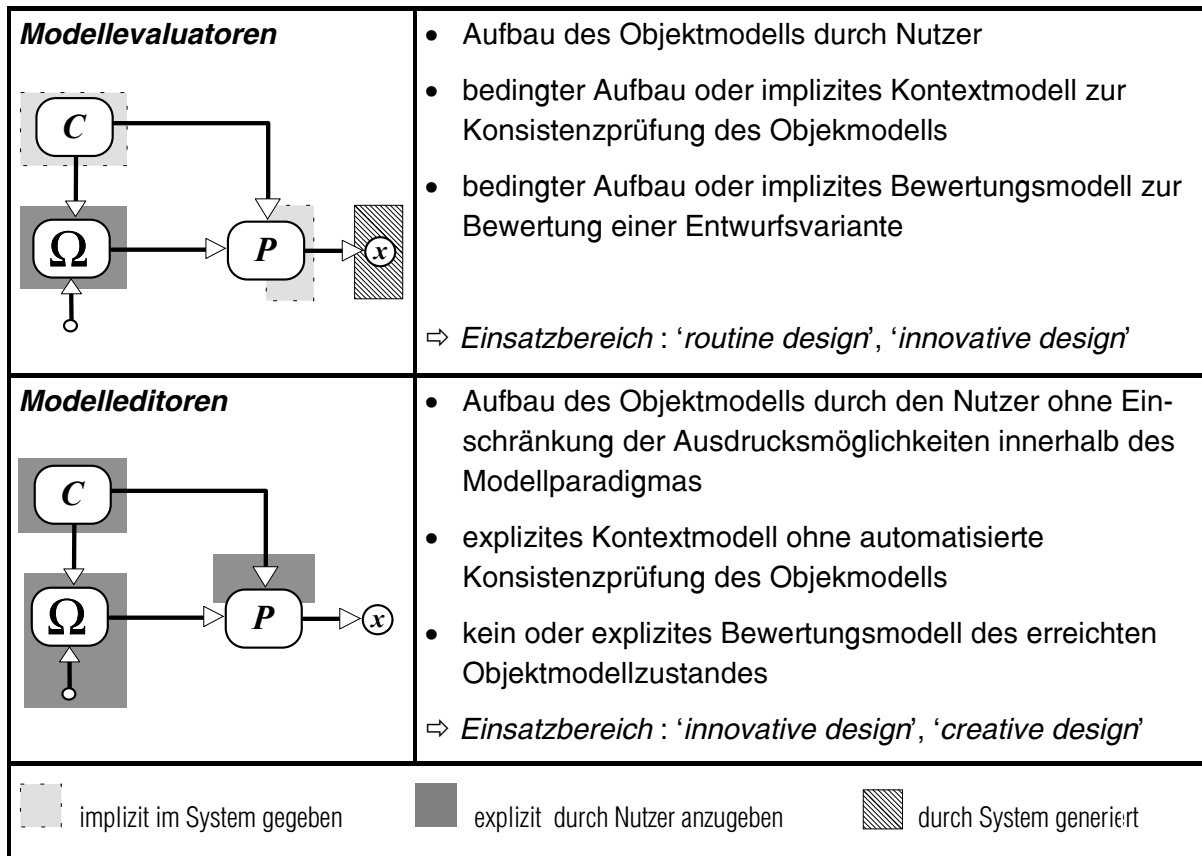 Modellevaluatoren
C
Ω
P
x
• Aufbau des Objektmodells durch Nutzer
• bedingter Aufbau oder implizites Kontextmodell zur
Konsistenzprüfung des Objekmodells
• bedingter Aufbau oder implizites Bewertungsmodell zur
Bewertung einer Entwurfsvariante
⇨ Einsatzbereich : ‘routine design’, ‘innovative design’
Modelleditoren
C
Ω
P
x
• Aufbau des Objektmodells durch den Nutzer ohne Ein-
schränkung der Ausdrucksmöglichkeiten innerhalb des
Modellparadigmas
• explizites Kontextmodell ohne automatisierte
Konsistenzprüfung des Objekmodells
• kein oder explizites Bewertungsmodell des erreichten
Objektmodellzustandes
⇨ Einsatzbereich : ‘innovative design’, ‘creative design’
implizit im System gegeben
explizit durch Nutzer anzugeben
durch System generiert